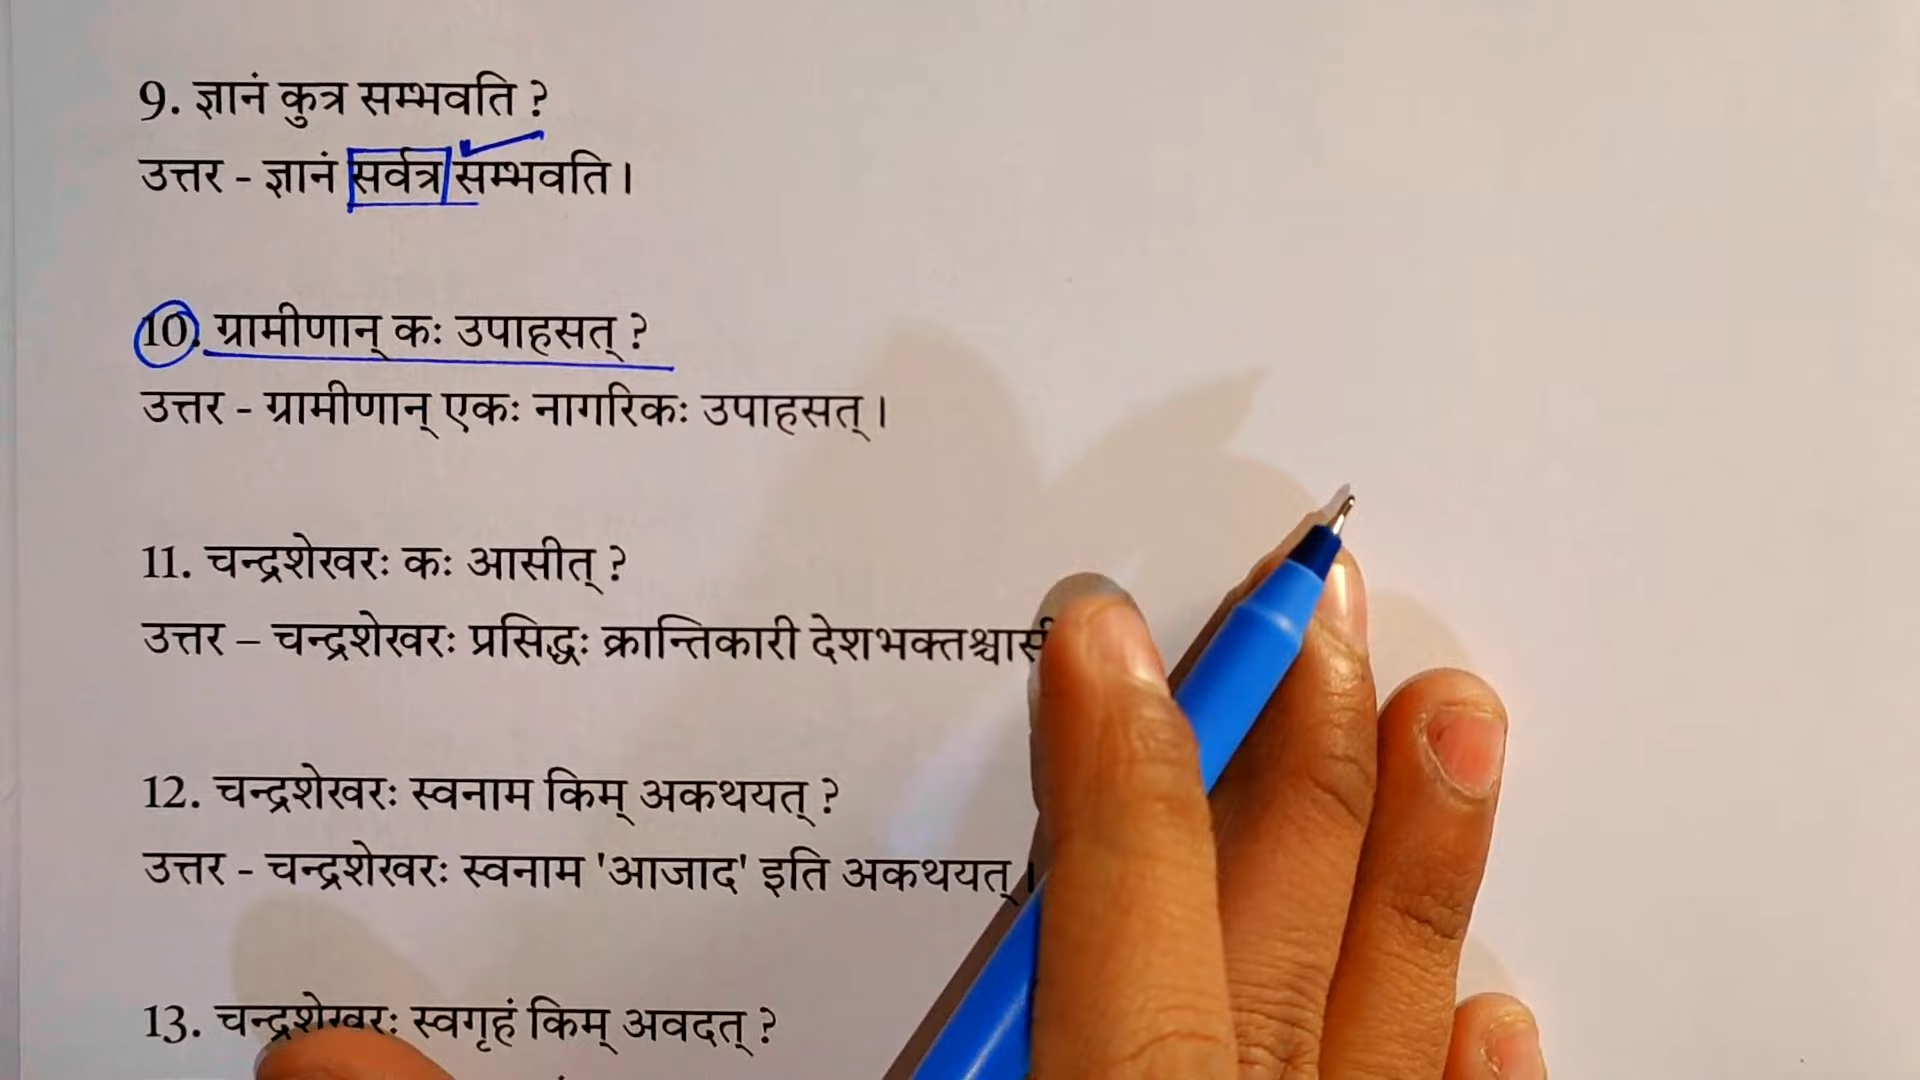 9. ज्ञानं कुत्र सम्भवति ?
उत्तर - ज्ञानं सर्वत्र सम्भवति ।
10. ग्रामीणान् कः उपाहसत् ?
उत्तर - ग्रामीणान् एकः नागरिकः उपाहसत् ।
11. चन्द्रशेखरः कः आसीत् ?
उत्तर – चन्द्रशेखरः प्रसिद्धः क्रान्तिकारी
12. चन्द्रशेखरः स्वनाम किम् अकथयत् ?
उत्तर - चन्द्रशेखरः स्वनाम 'आजाद' इति अकथयत् ।
13. चन्द्रशेखरः स्वगृहं किम् अवदत् ?